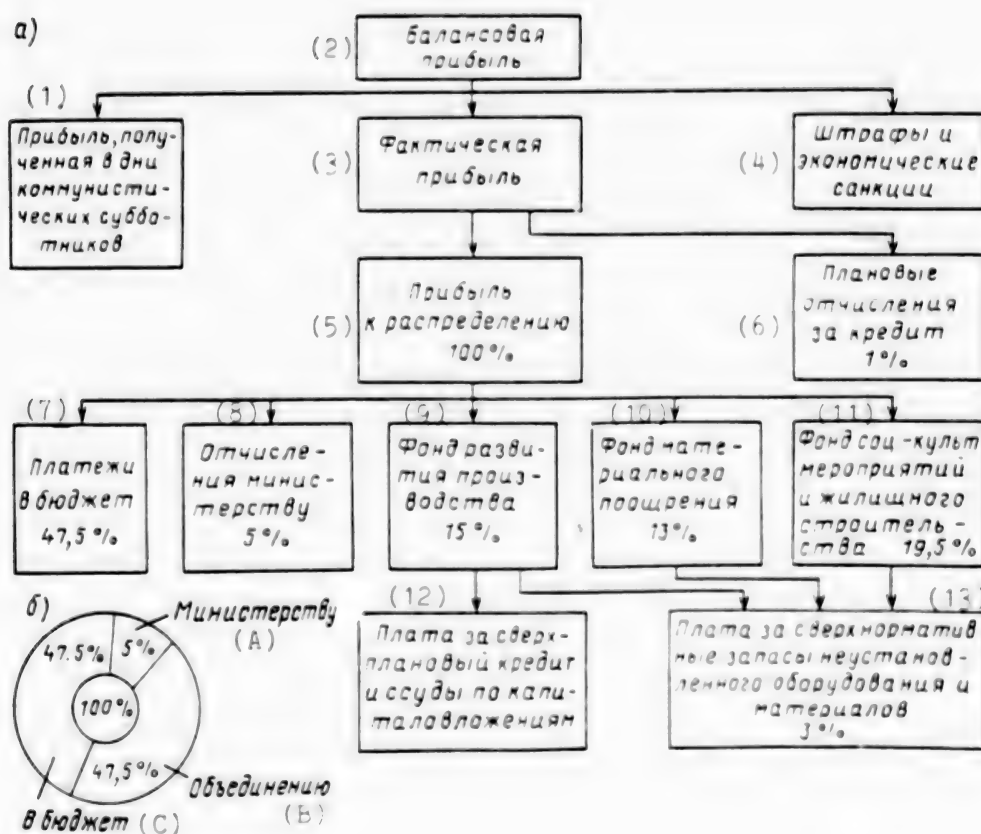 а)
(2)
Балансовая
прибыль
(1)
Прибыль, полу-
ченная в дни
коммунисти-
ческих суббо-
тников
(3)
Фактическая
прибыль
(4)
Штрафы и
экономические
санкции
(5)
Прибыль
к распределению
100%
(6)
Плановые
отчисления
за кредит
1%
(7)
Платежи
в бюджет
47,5%
(8)
Отчисле-
ния минис-
терству
5%
(9)
Фонд разви-
тия произ-
водства
15%
(10)
Фонд мате-
риального
поощрения
13%
(11)
Фонд соц-культ
мероприятий
и жилищного
строитель-
ства 19,5%
(12)
Плата за сверх-
плановый кредит
и ссуды по капи-
таловложениям
(13)
Плата за сверхнорматив
ные запасы неустанов-
ленного оборудования и
материалов
3%
б)
Министерству
(A)
47.5%
5%
100%
47,5%
Объединению
(B)
В бюджет (C)